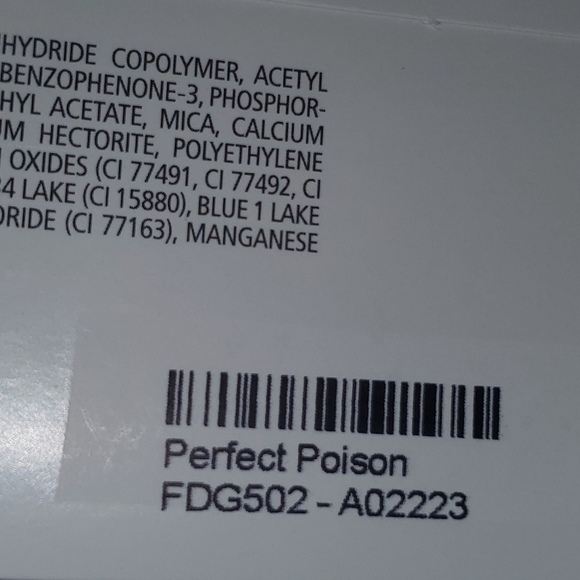 HYDRIDE COPOLYMER, ACETYL
BENZOPHENONE-3, PHOSPHOR-
HYL ACETATE, MICA, CALCIUM
M HECTORITE, POLYETHYLENE
OXIDES (CI 77491, CI 77492, CI
4 LAKE (CI 15880), BLUE 1 LAKE
ORIDE (CI 77163), MANGANESE
Perfect Poison
FDG502 - A02223